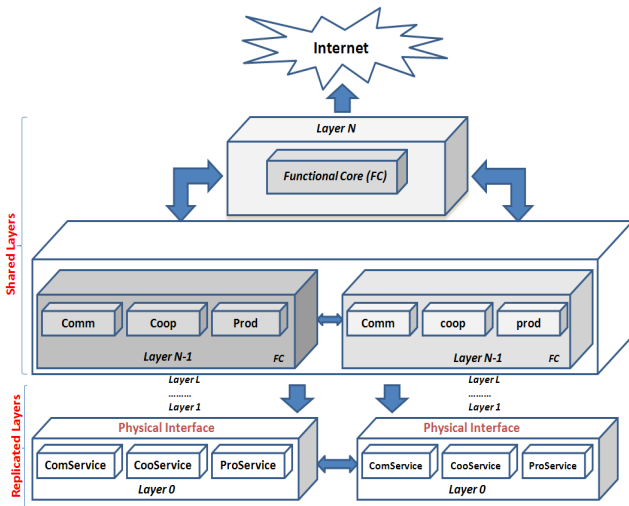 Internet
Layer N
Functional Core (FC)
Shared Layers
Comm Coop Prod
Layer N-1 FC
Comm coop prod
Layer N-1 FC
Layer L
.........
Layer 1
Layer L
.........
Layer 1
Replicated Layers
Physical Interface
ComService CooService ProService
Layer 0
Physical Interface
ComService CooService ProService
Layer 0